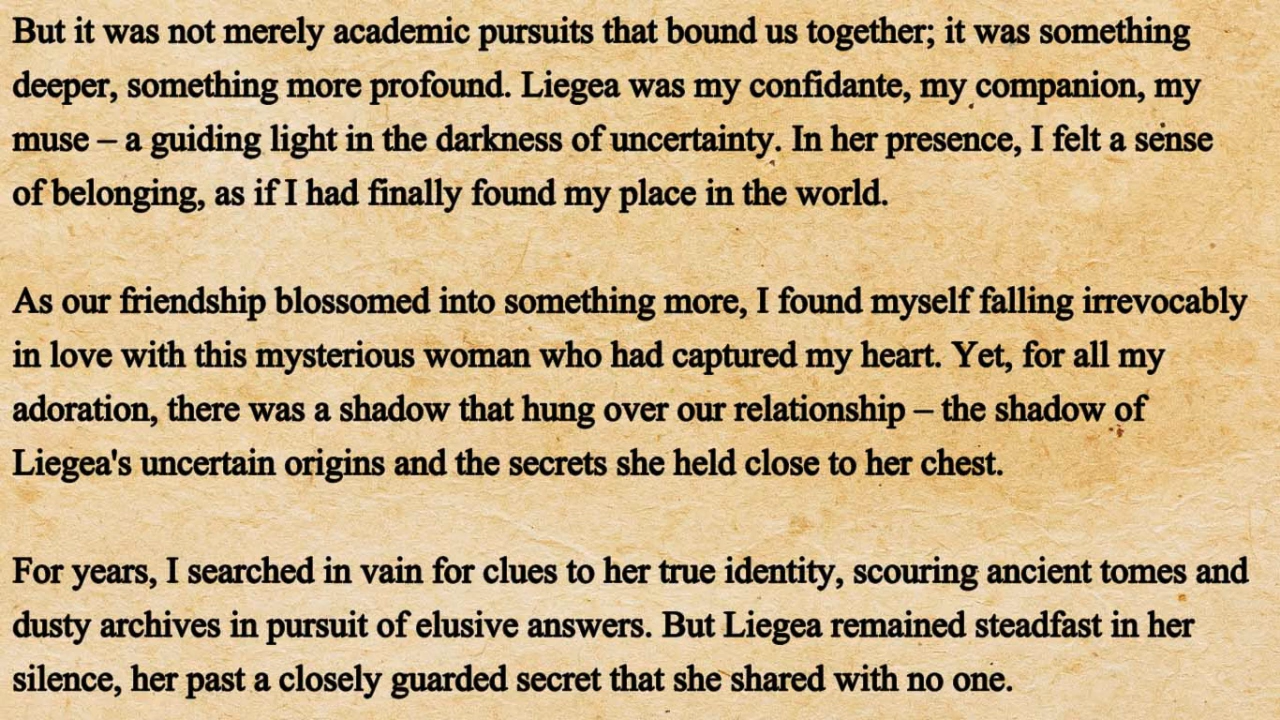 But it was not merely academic pursuits that bound us together; it was something
deeper, something more profound. Liegea was my confidante, my companion, my
muse – a guiding light in the darkness of uncertainty. In her presence, I felt a sense
of belonging, as if I had finally found my place in the world.
As our friendship blossomed into something more, I found myself falling irrevocably
in love with this mysterious woman who had captured my heart. Yet, for all my
adoration, there was a shadow that hung over our relationship – the shadow of
Liegea's uncertain origins and the secrets she held close to her chest.
For years, I searched in vain for clues to her true identity, scouring ancient tomes and
dusty archives in pursuit of elusive answers. But Liegea remained steadfast in her
silence, her past a closely guarded secret that she shared with no one.